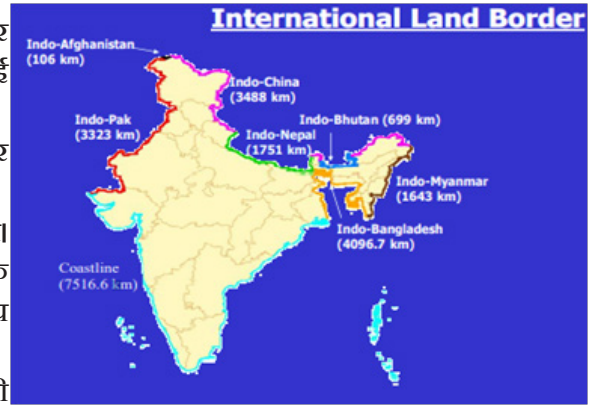 International Land Border
Indo-Afghanistan
(106 km)
Indo-China
(3488 km)
Indo-Pak
(3323 km)
Indo-Bhutan (699 km)
Indo-Nepal
(1751 km)
Indo-Myanmar
(1643 km)
Indo-Bangladesh
(4096.7 km)
Coastline
(7516.6 km)